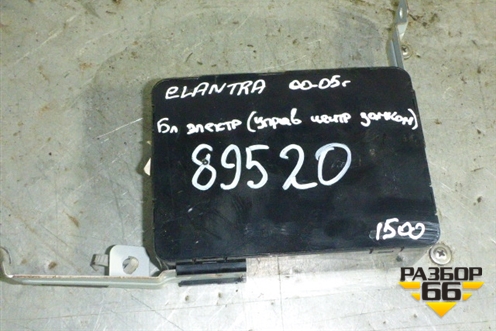 ELANTRA 00-05г
Бл электр (управ центр замком)
89520
1500
РАЗБОР
66